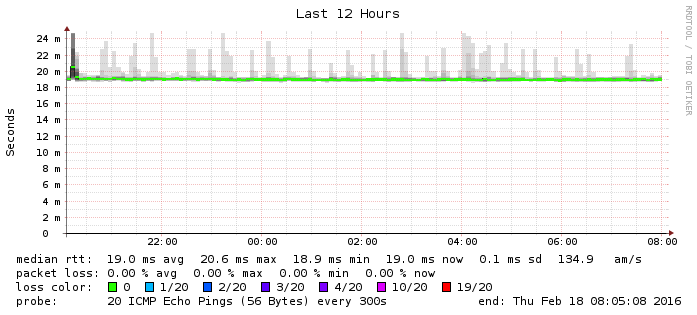 Last 12 Hours
RRDTOOL / TOBI OETIKER
Seconds
24 m
22 m
20 m
18 m
16 m
14 m
12 m
10 m
8 m
6 m
4 m
2 m
0
22:00 00:00 02:00 04:00 06:00 08:00
median rtt: 19.0 ms avg 20.6 ms max 18.9 ms min 19.0 ms now 0.1 ms sd 134.9 am/s
packet loss: 0.00 % avg 0.00 % max 0.00 % min 0.00 % now
loss color: 0 1/20 2/20 3/20 4/20 10/20 19/20
probe: 20 ICMP Echo Pings (56 Bytes) every 300s end: Thu Feb 18 08:05:08 2016